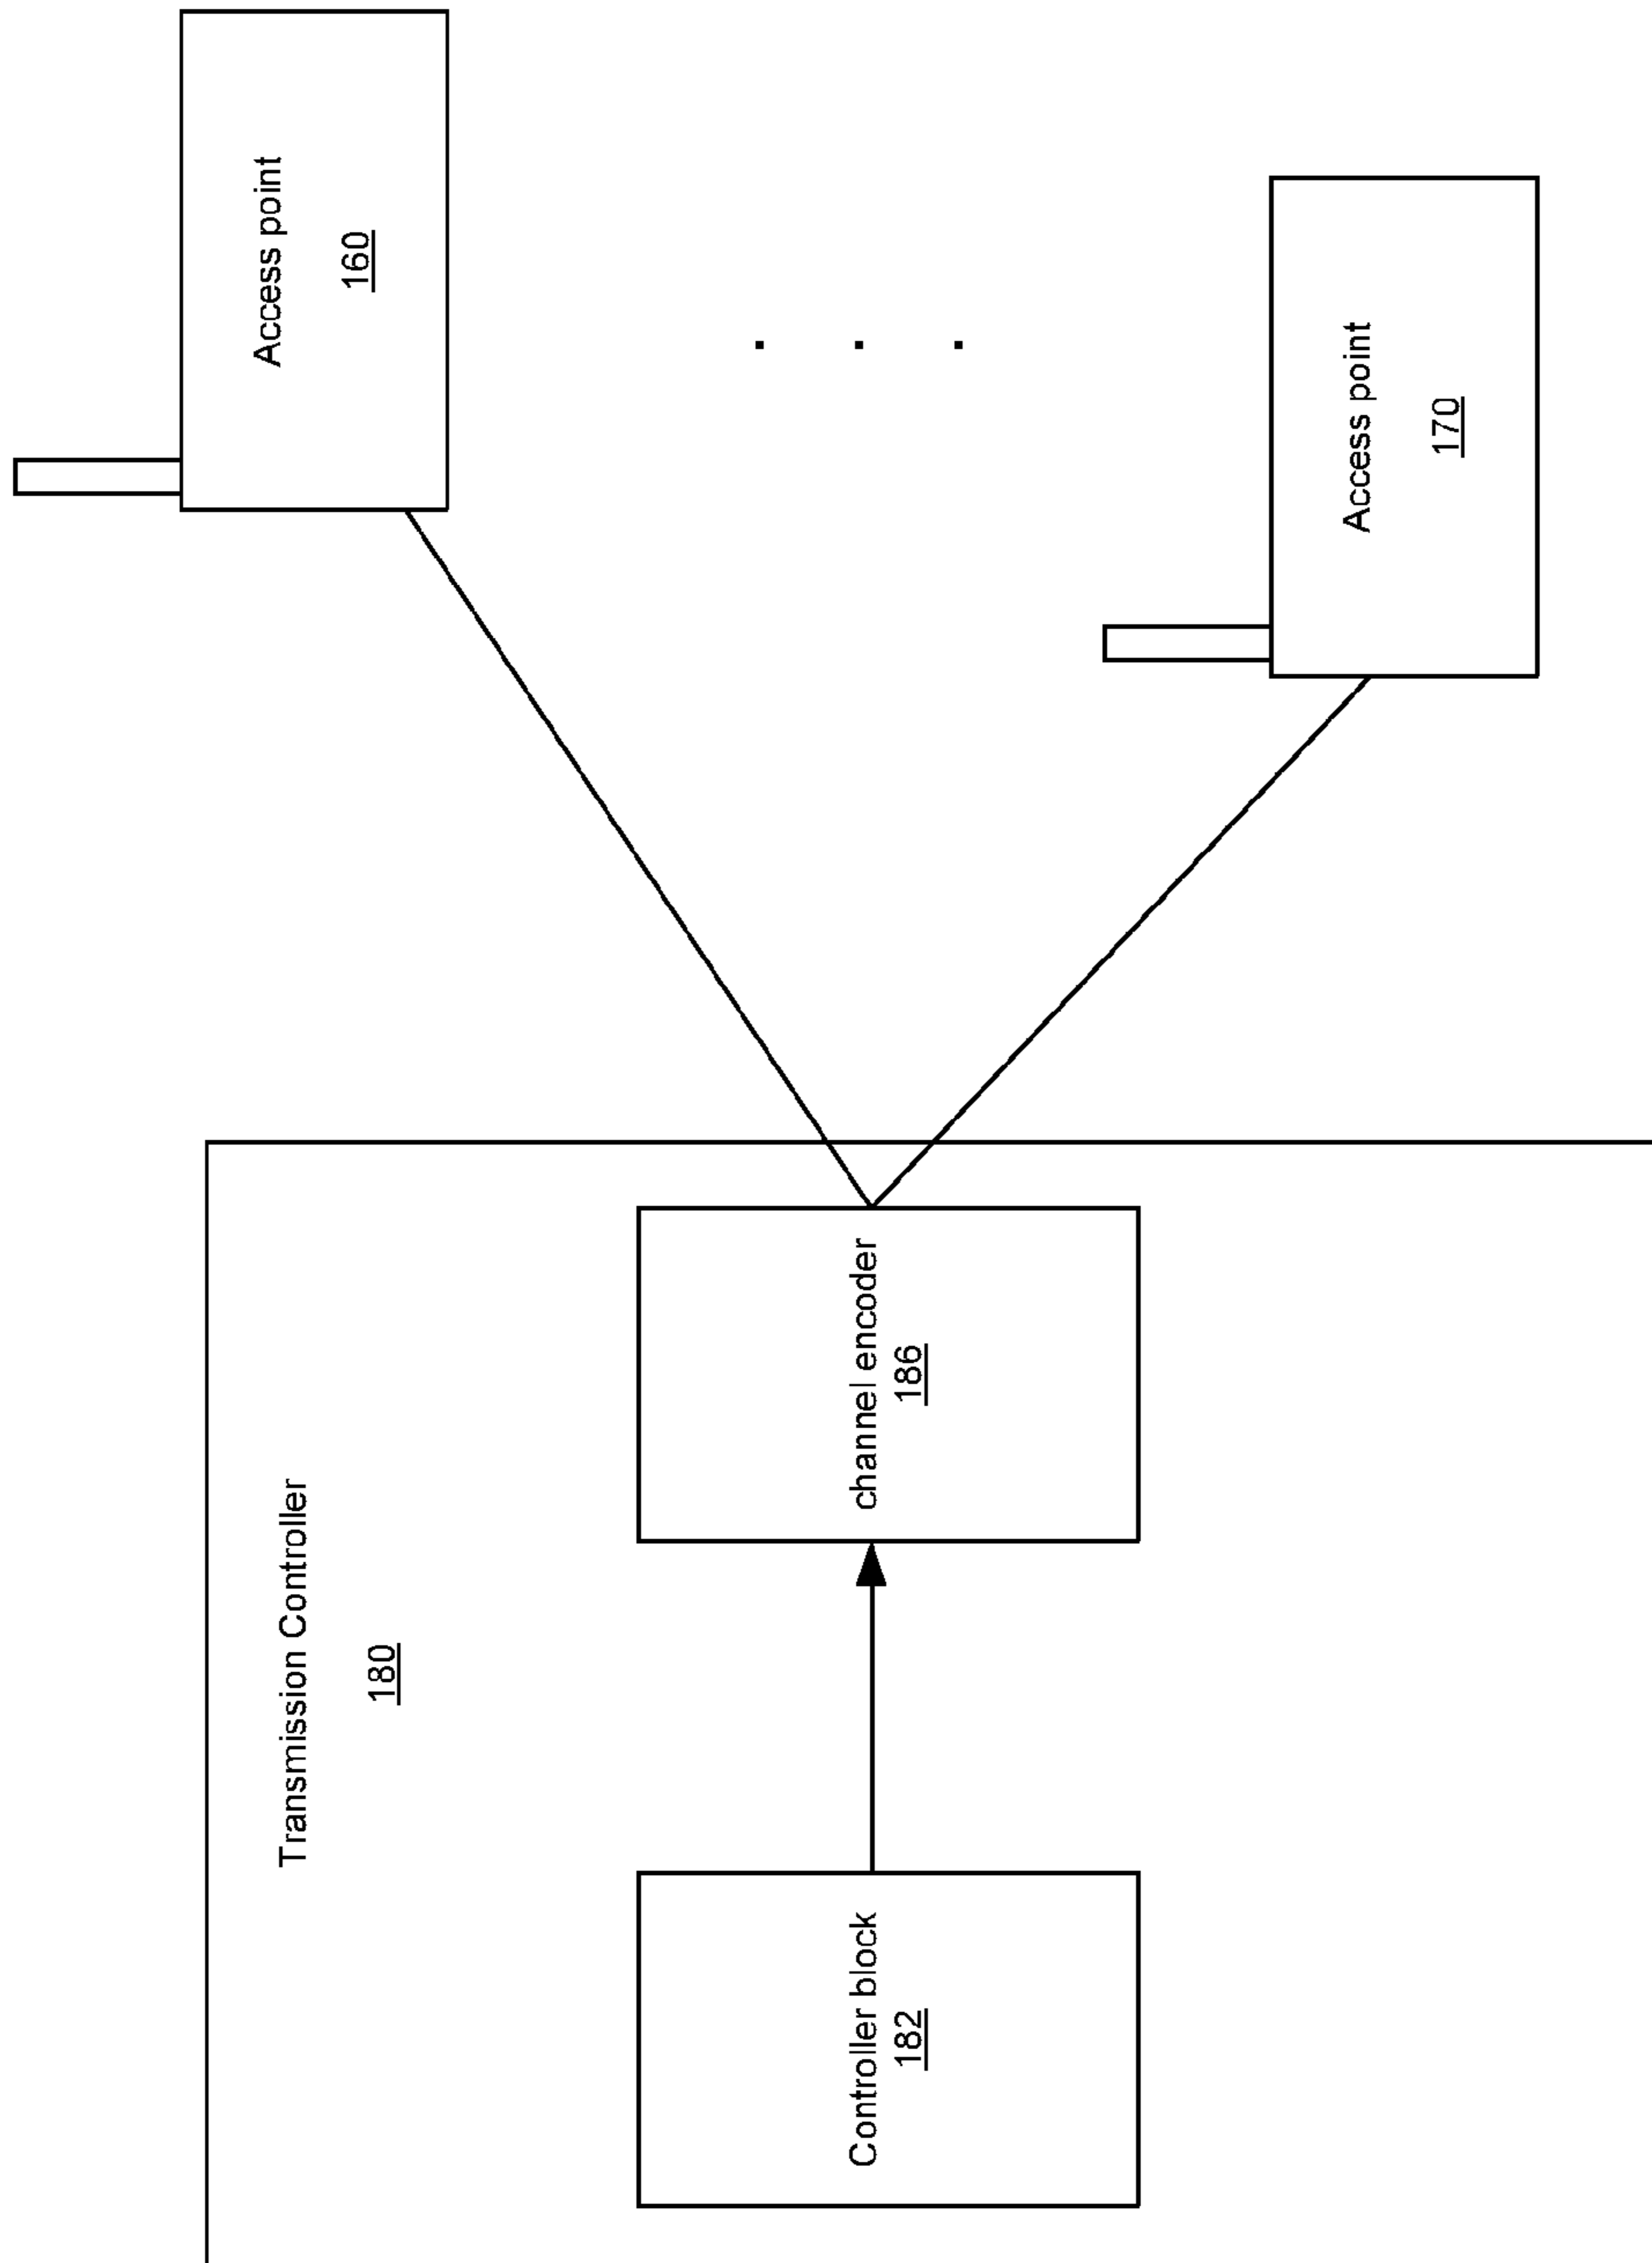 Access point
160
Access point
170
Transmission Controller
180
channel encoder
186
Controller block
182